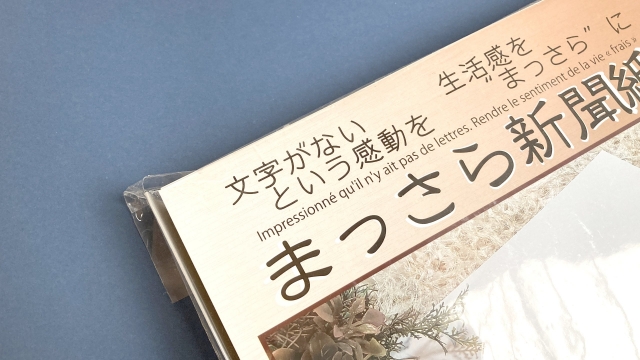 文字がない
という感動を
生活感を
“まっさら”に
Impressionné qu'il n'y ait pas de lettres. Rendre le sentiment de la vie « frais »
まっさら新聞紙